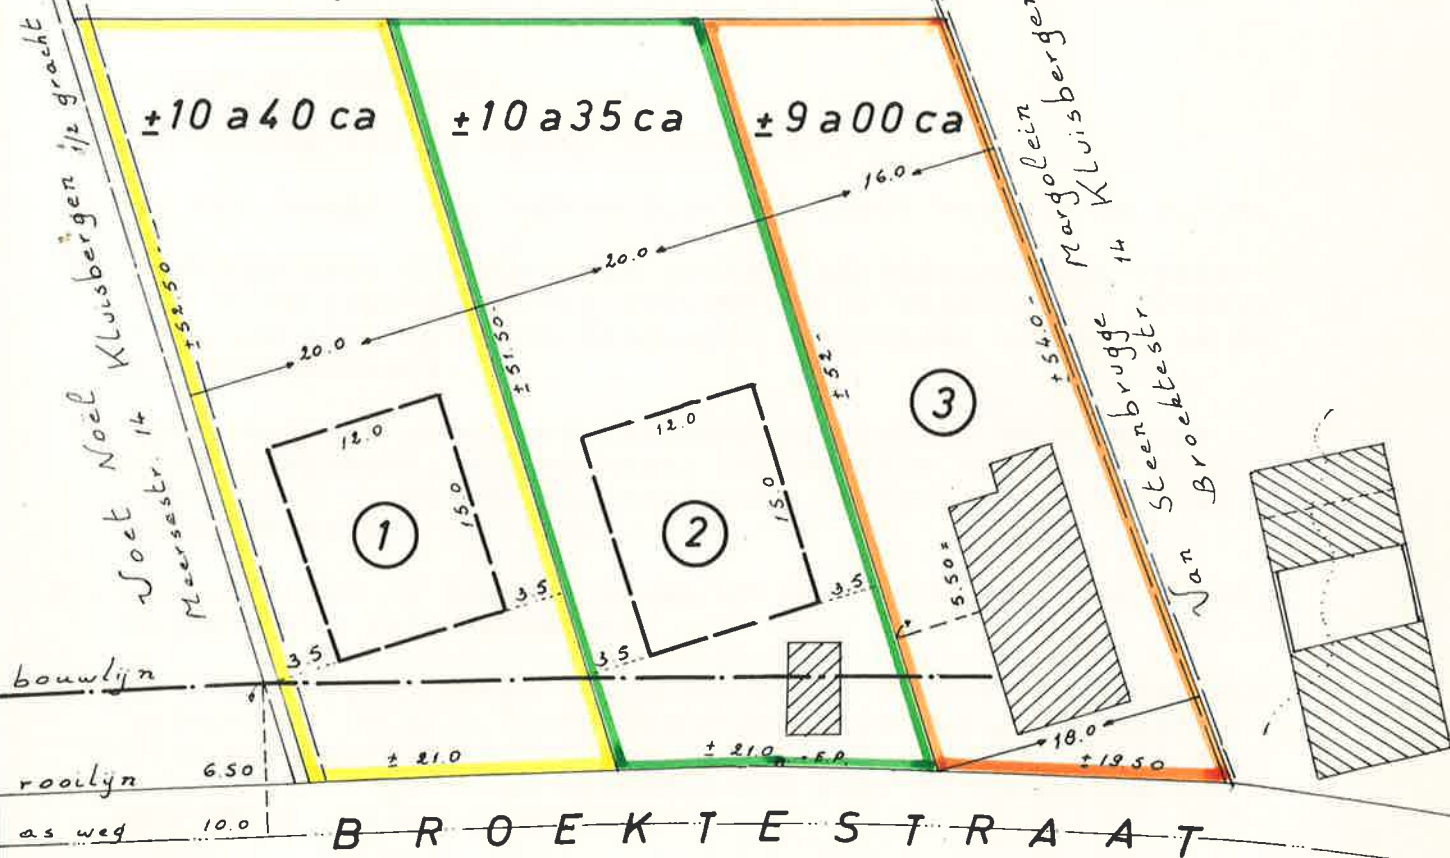 ±10 a 40 ca
±10 a 35 ca
±9 a 00 ca
Voet Noël Kluisbergen 1/2 gracht
Meersestr. 14
Margolein
Kluisbergen
Van Steenbrugge 14
Broektestr.
20.0
20.0
16.0
±52.50
±51.50
±52
±54.0
12.0
15.0
1
12.0
15.0
2
3
3.5
3.5
3.5
3.5
5.50
bouwlijn
rooilijn 6.50
as weg 10.0
±21.0
±21.0
E.P.
18.0
±19.50
BROEKTESTRAAT